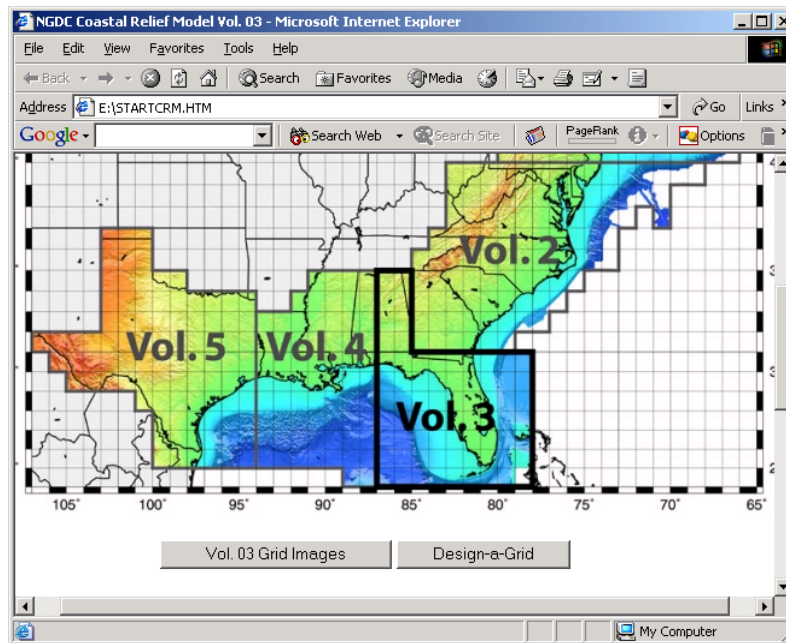 NGDC Coastal Relief Model Vol. 03 - Microsoft Internet Explorer
File Edit View Favorites Tools Help
Back Search Favorites Media
Address E:\STARTCRM.HTM Go Links »
Google Search Web Search Site PageRank Options »
Vol. 2
Vol. 5 Vol. 4
Vol. 3
105° 100° 95° 90° 85° 80° 75° 70° 65°
Vol. 03 Grid Images Design-a-Grid
My Computer